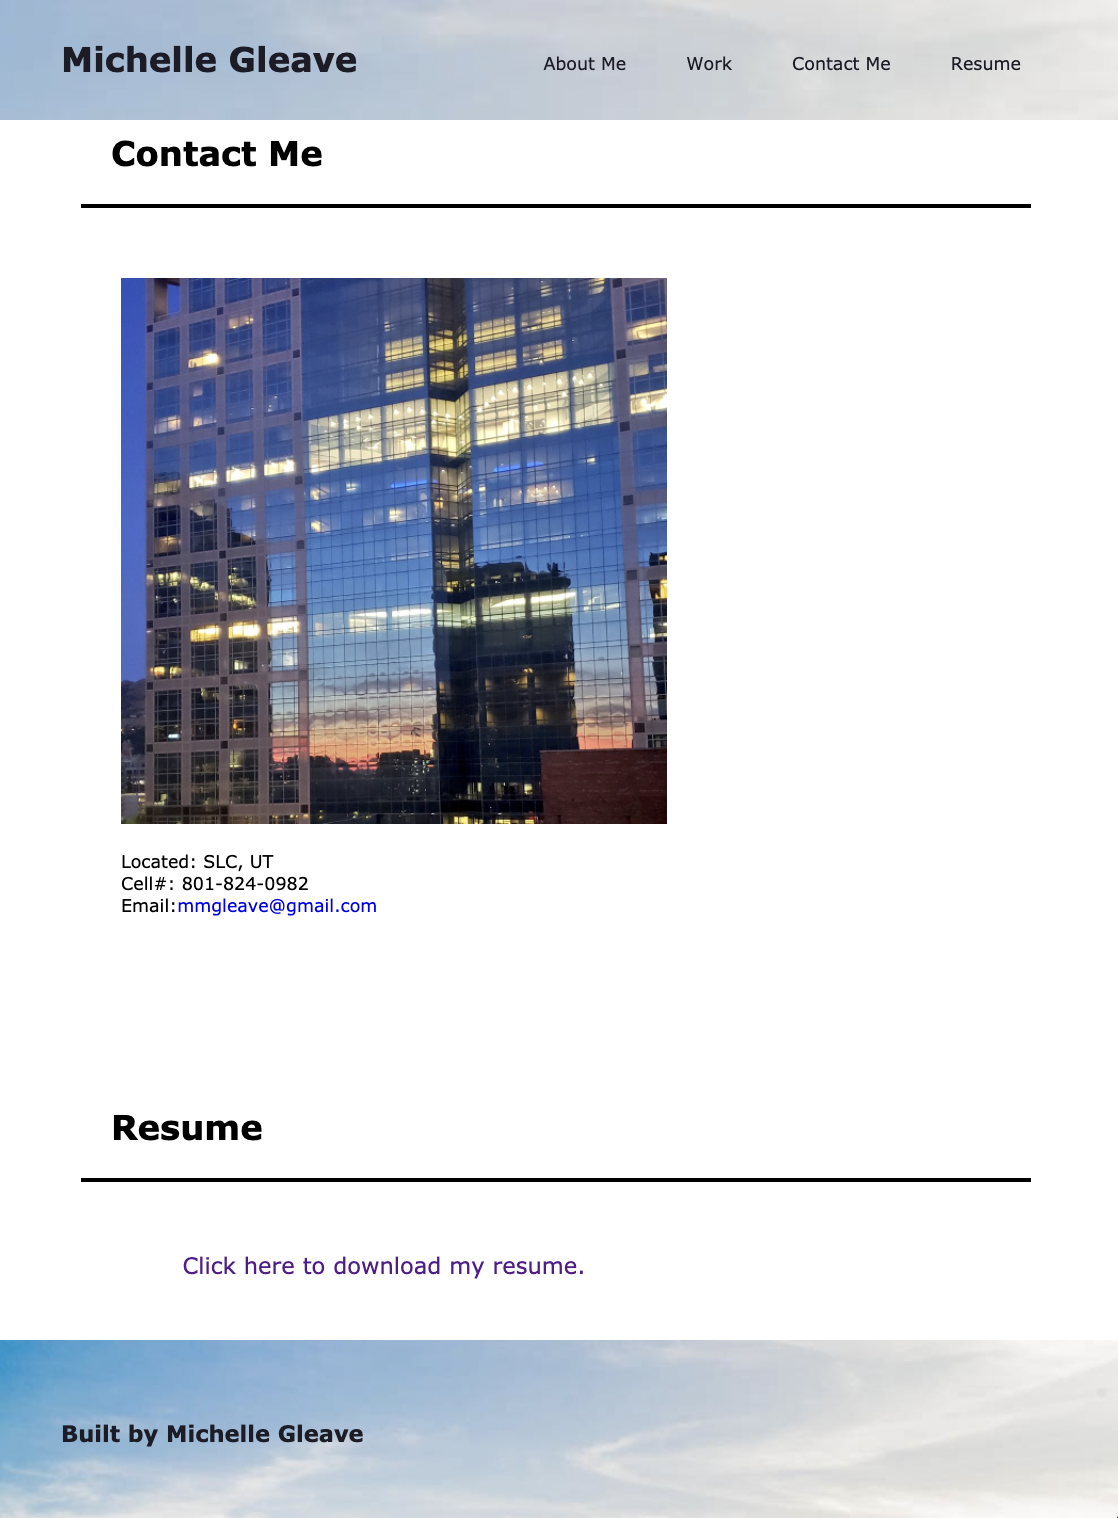 Michelle Gleave
About Me Work Contact Me Resume
Contact Me
Located: SLC, UT
Cell#: 801-824-0982
Email:mmgleave@gmail.com
Resume
Click here to download my resume.
Built by Michelle Gleave